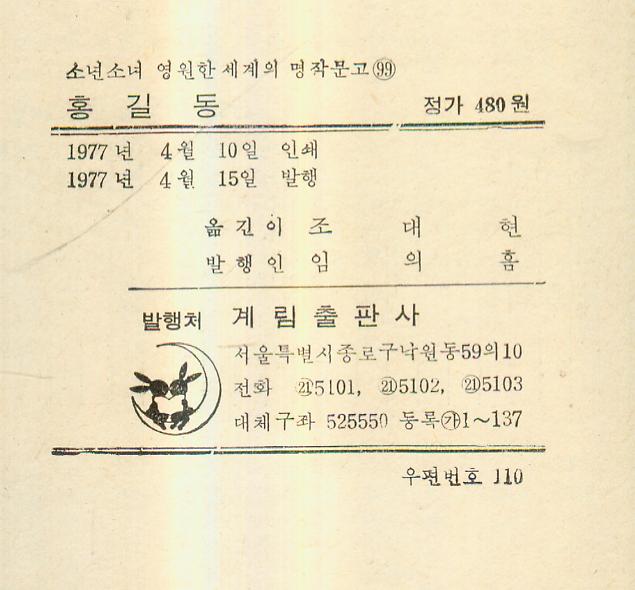 소년소녀 영원한 세계의 명작문고 ㊾
홍 길 동 정가 480원
1977년 4월 10일 인쇄
1977년 4월 15일 발행
옮긴이 조 대 현
발행인 임 의 흠
발행처 계 림 출 판 사
서울특별시종로구낙원동59의10
전화 ㉑5101, ㉑5102, ㉑5103
대체구좌 525550 등록㉮1~137
우편번호 110